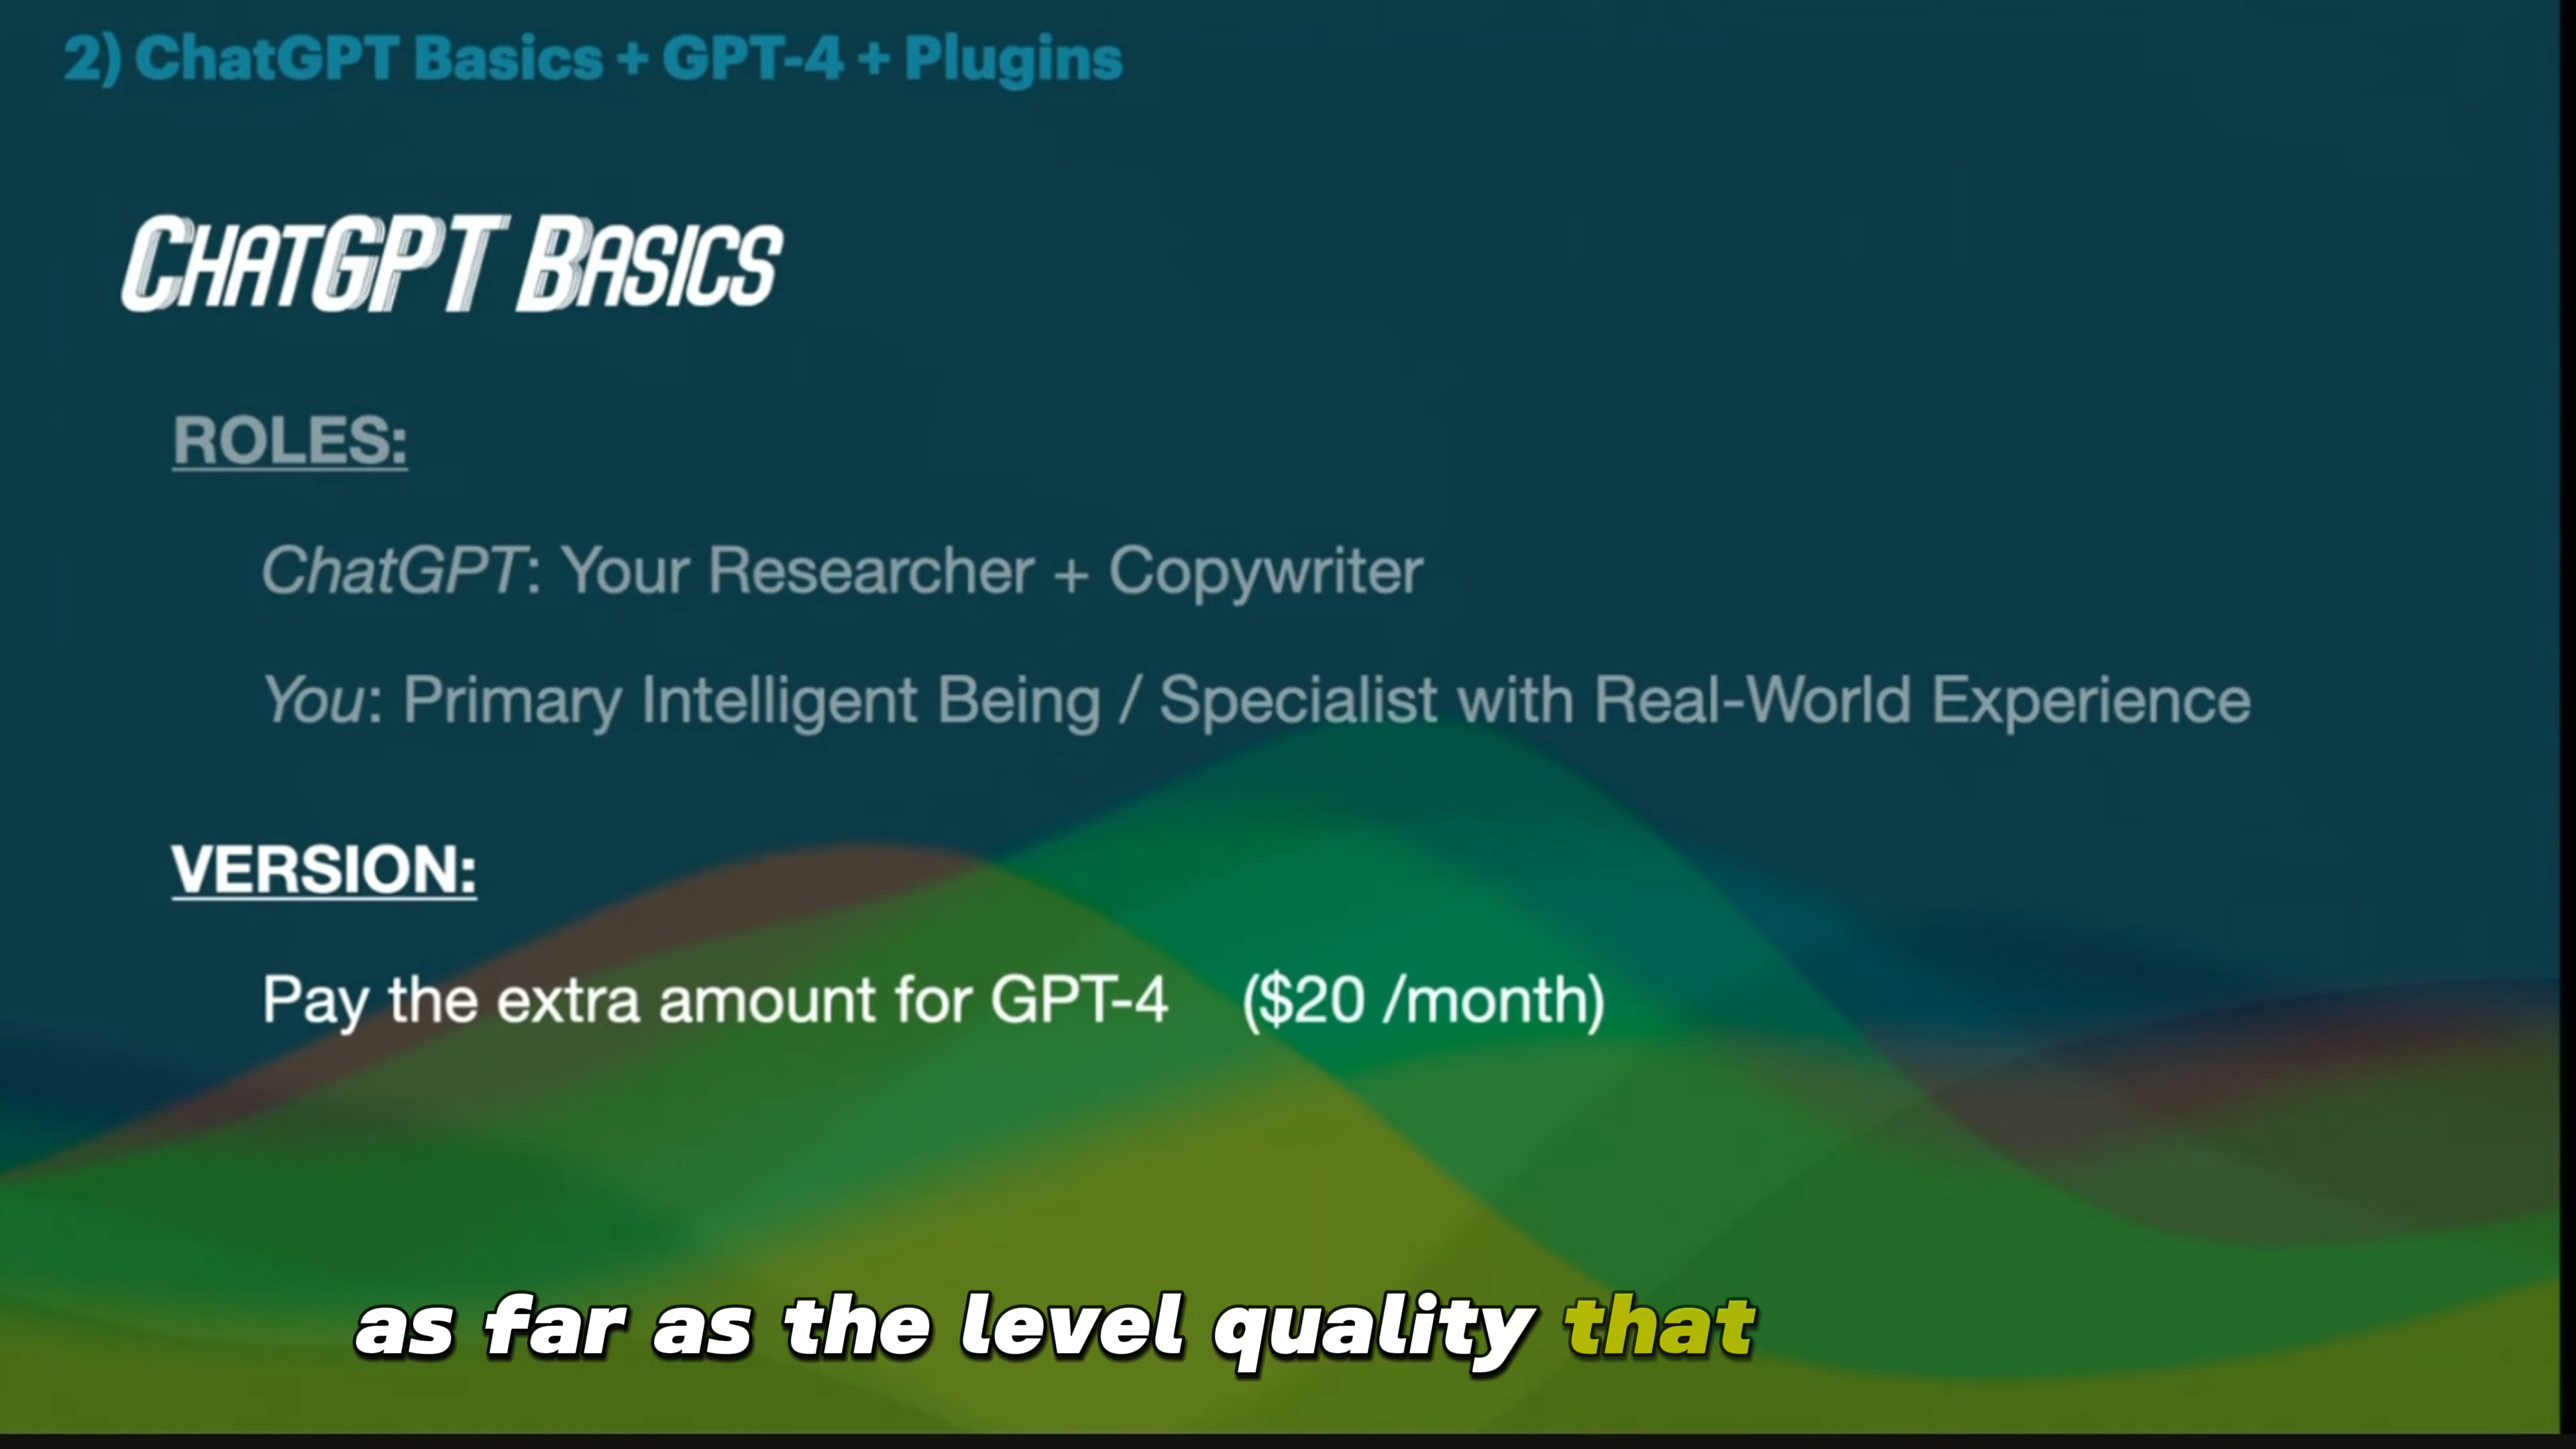 2) ChatGPT Basics + GPT-4 + Plugins
ChatGPT Basics
ROLES:
ChatGPT: Your Researcher + Copywriter
You: Primary Intelligent Being / Specialist with Real-World Experience
VERSION:
Pay the extra amount for GPT-4 ($20 /month)
as far as the level quality that